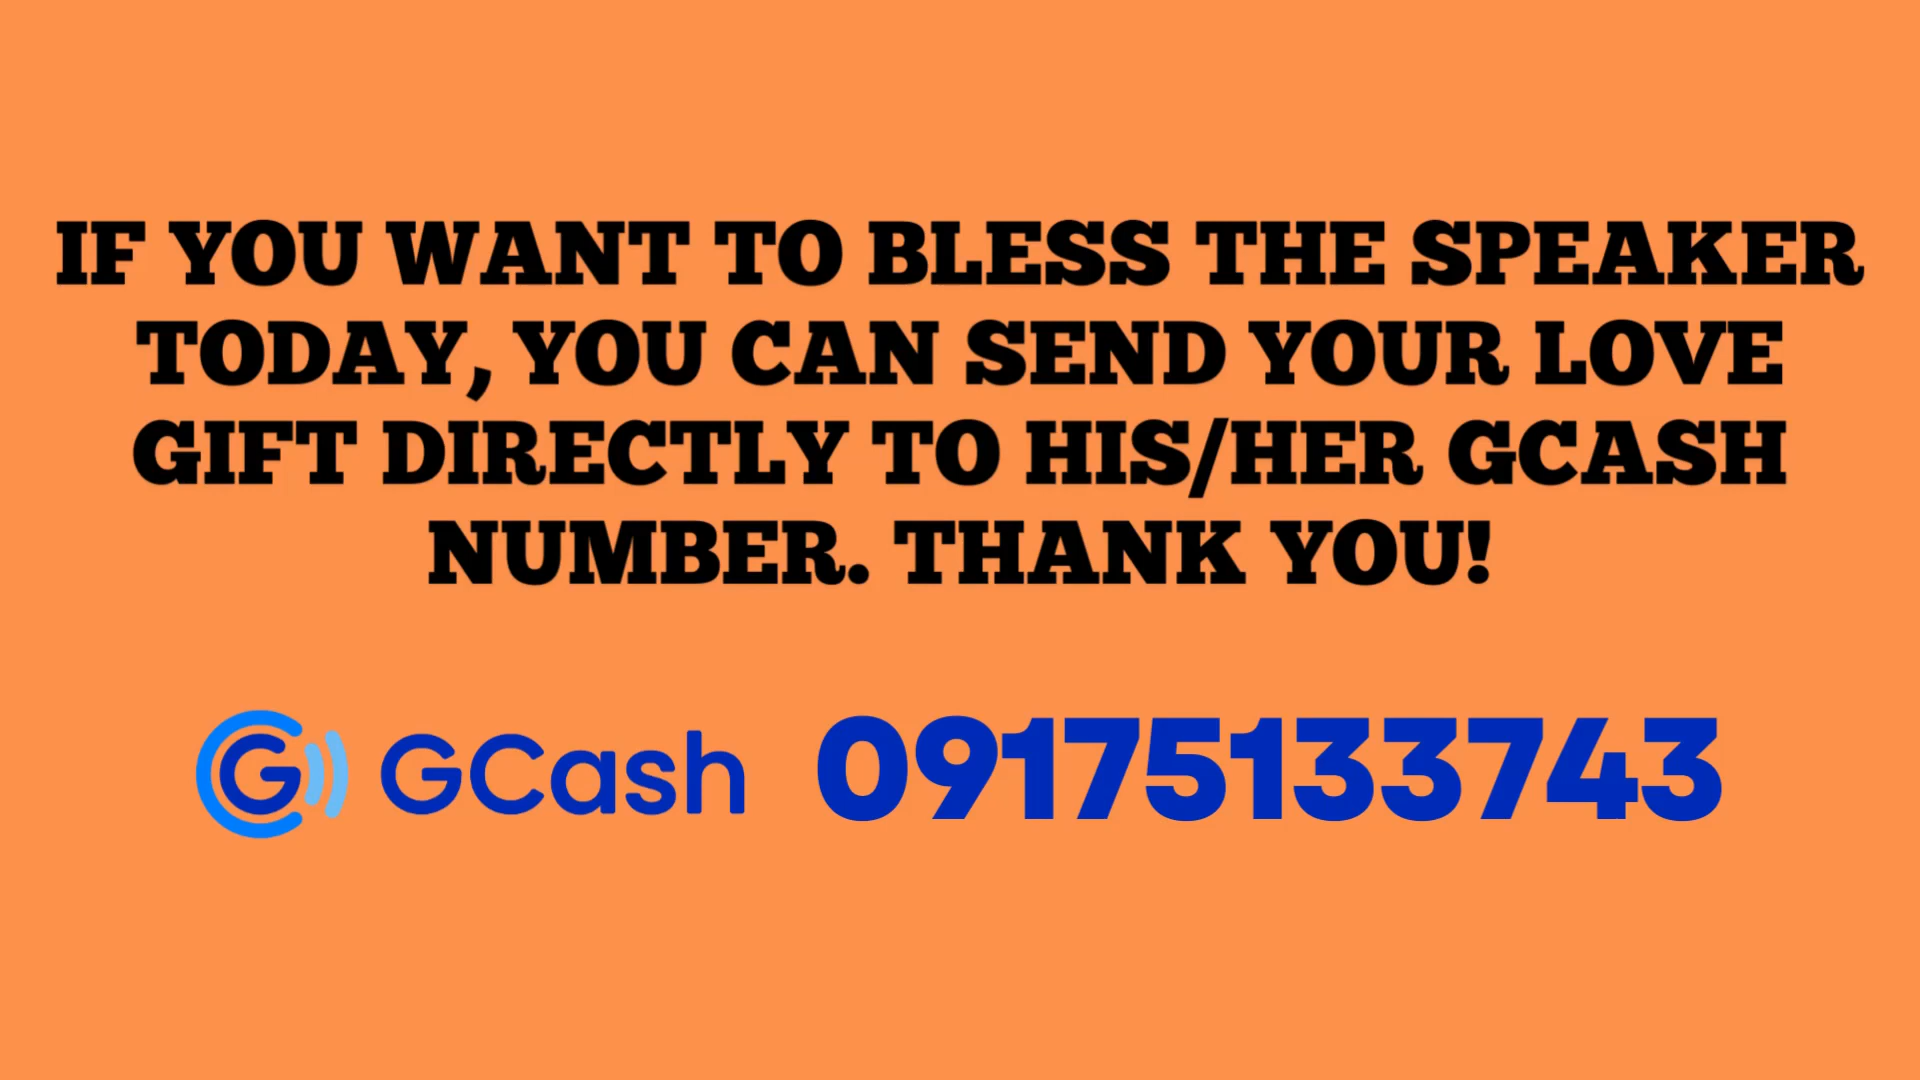 IF YOU WANT TO BLESS THE SPEAKER
TODAY, YOU CAN SEND YOUR LOVE
GIFT DIRECTLY TO HIS/HER GCASH
NUMBER. THANK YOU!
GCash 09175133743